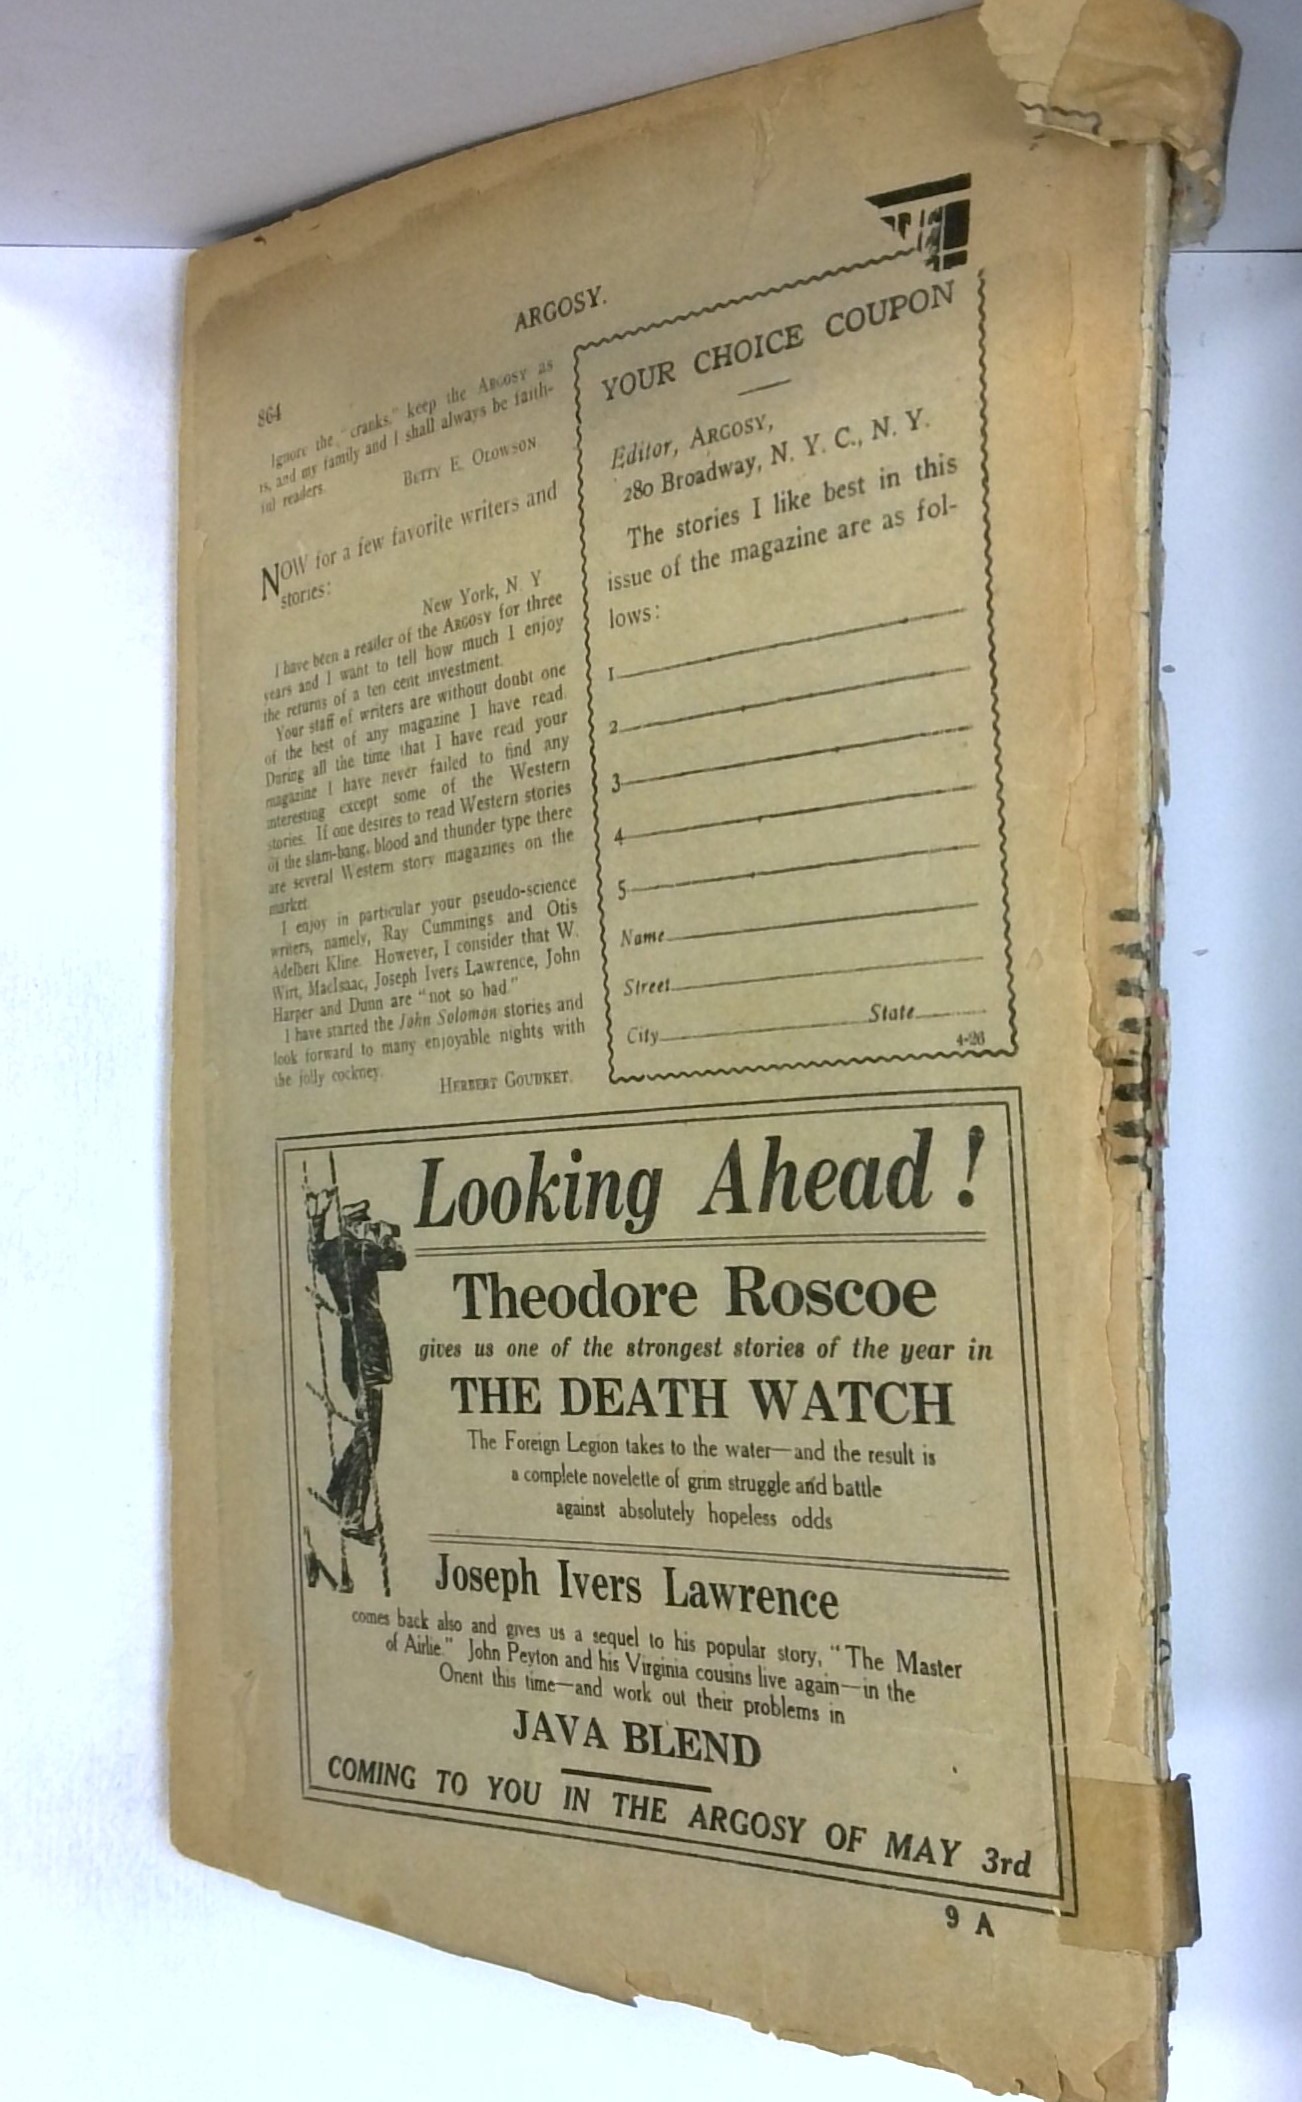 864
ARGOSY.
Ignore the "cranks," keep the ARGOSY as
is, and my family and I shall always be faith-
ful readers.
BETTY E. OLOWSON.
NOW for a few favorite writers and
stories:
New York, N. Y
I have been a reader of the ARGOSY for three
years and I want to tell how much I enjoy
the returns of a ten cent investment.
Your staff of writers are without doubt one
of the best of any magazine I have read.
During all the time that I have read your
magazine I have never failed to find any
interesting except some of the Western
stories. If one desires to read Western stories
of the slam-bang, blood and thunder type there
are several Western story magazines on the
market.
I enjoy in particular your pseudo-science
writers, namely, Ray Cummings and Otis
Adelbert Kline. However, I consider that W.
Wirt, MacIsaac, Joseph Ivers Lawrence, John
Harper and Dunn are "not so bad."
I have started the John Solomon stories and
look forward to many enjoyable nights with
the jolly cockney.
HERBERT GOUDKET.
YOUR CHOICE COUPON
Editor, ARGOSY,
280 Broadway, N. Y. C., N. Y.
The stories I like best in this
issue of the magazine are as fol-
lows:
1
2
3
4
5
Name
Street
City State
4-26
Looking Ahead!
Theodore Roscoe
gives us one of the strongest stories of the year in
THE DEATH WATCH
The Foreign Legion takes to the water—and the result is
a complete novelette of grim struggle and battle
against absolutely hopeless odds
Joseph Ivers Lawrence
comes back also and gives us a sequel to his popular story, "The Master
of Airlie." John Peyton and his Virginia cousins live again—in the
Orient this time—and work out their problems in
JAVA BLEND
COMING TO YOU IN THE ARGOSY OF MAY 3rd
9 A